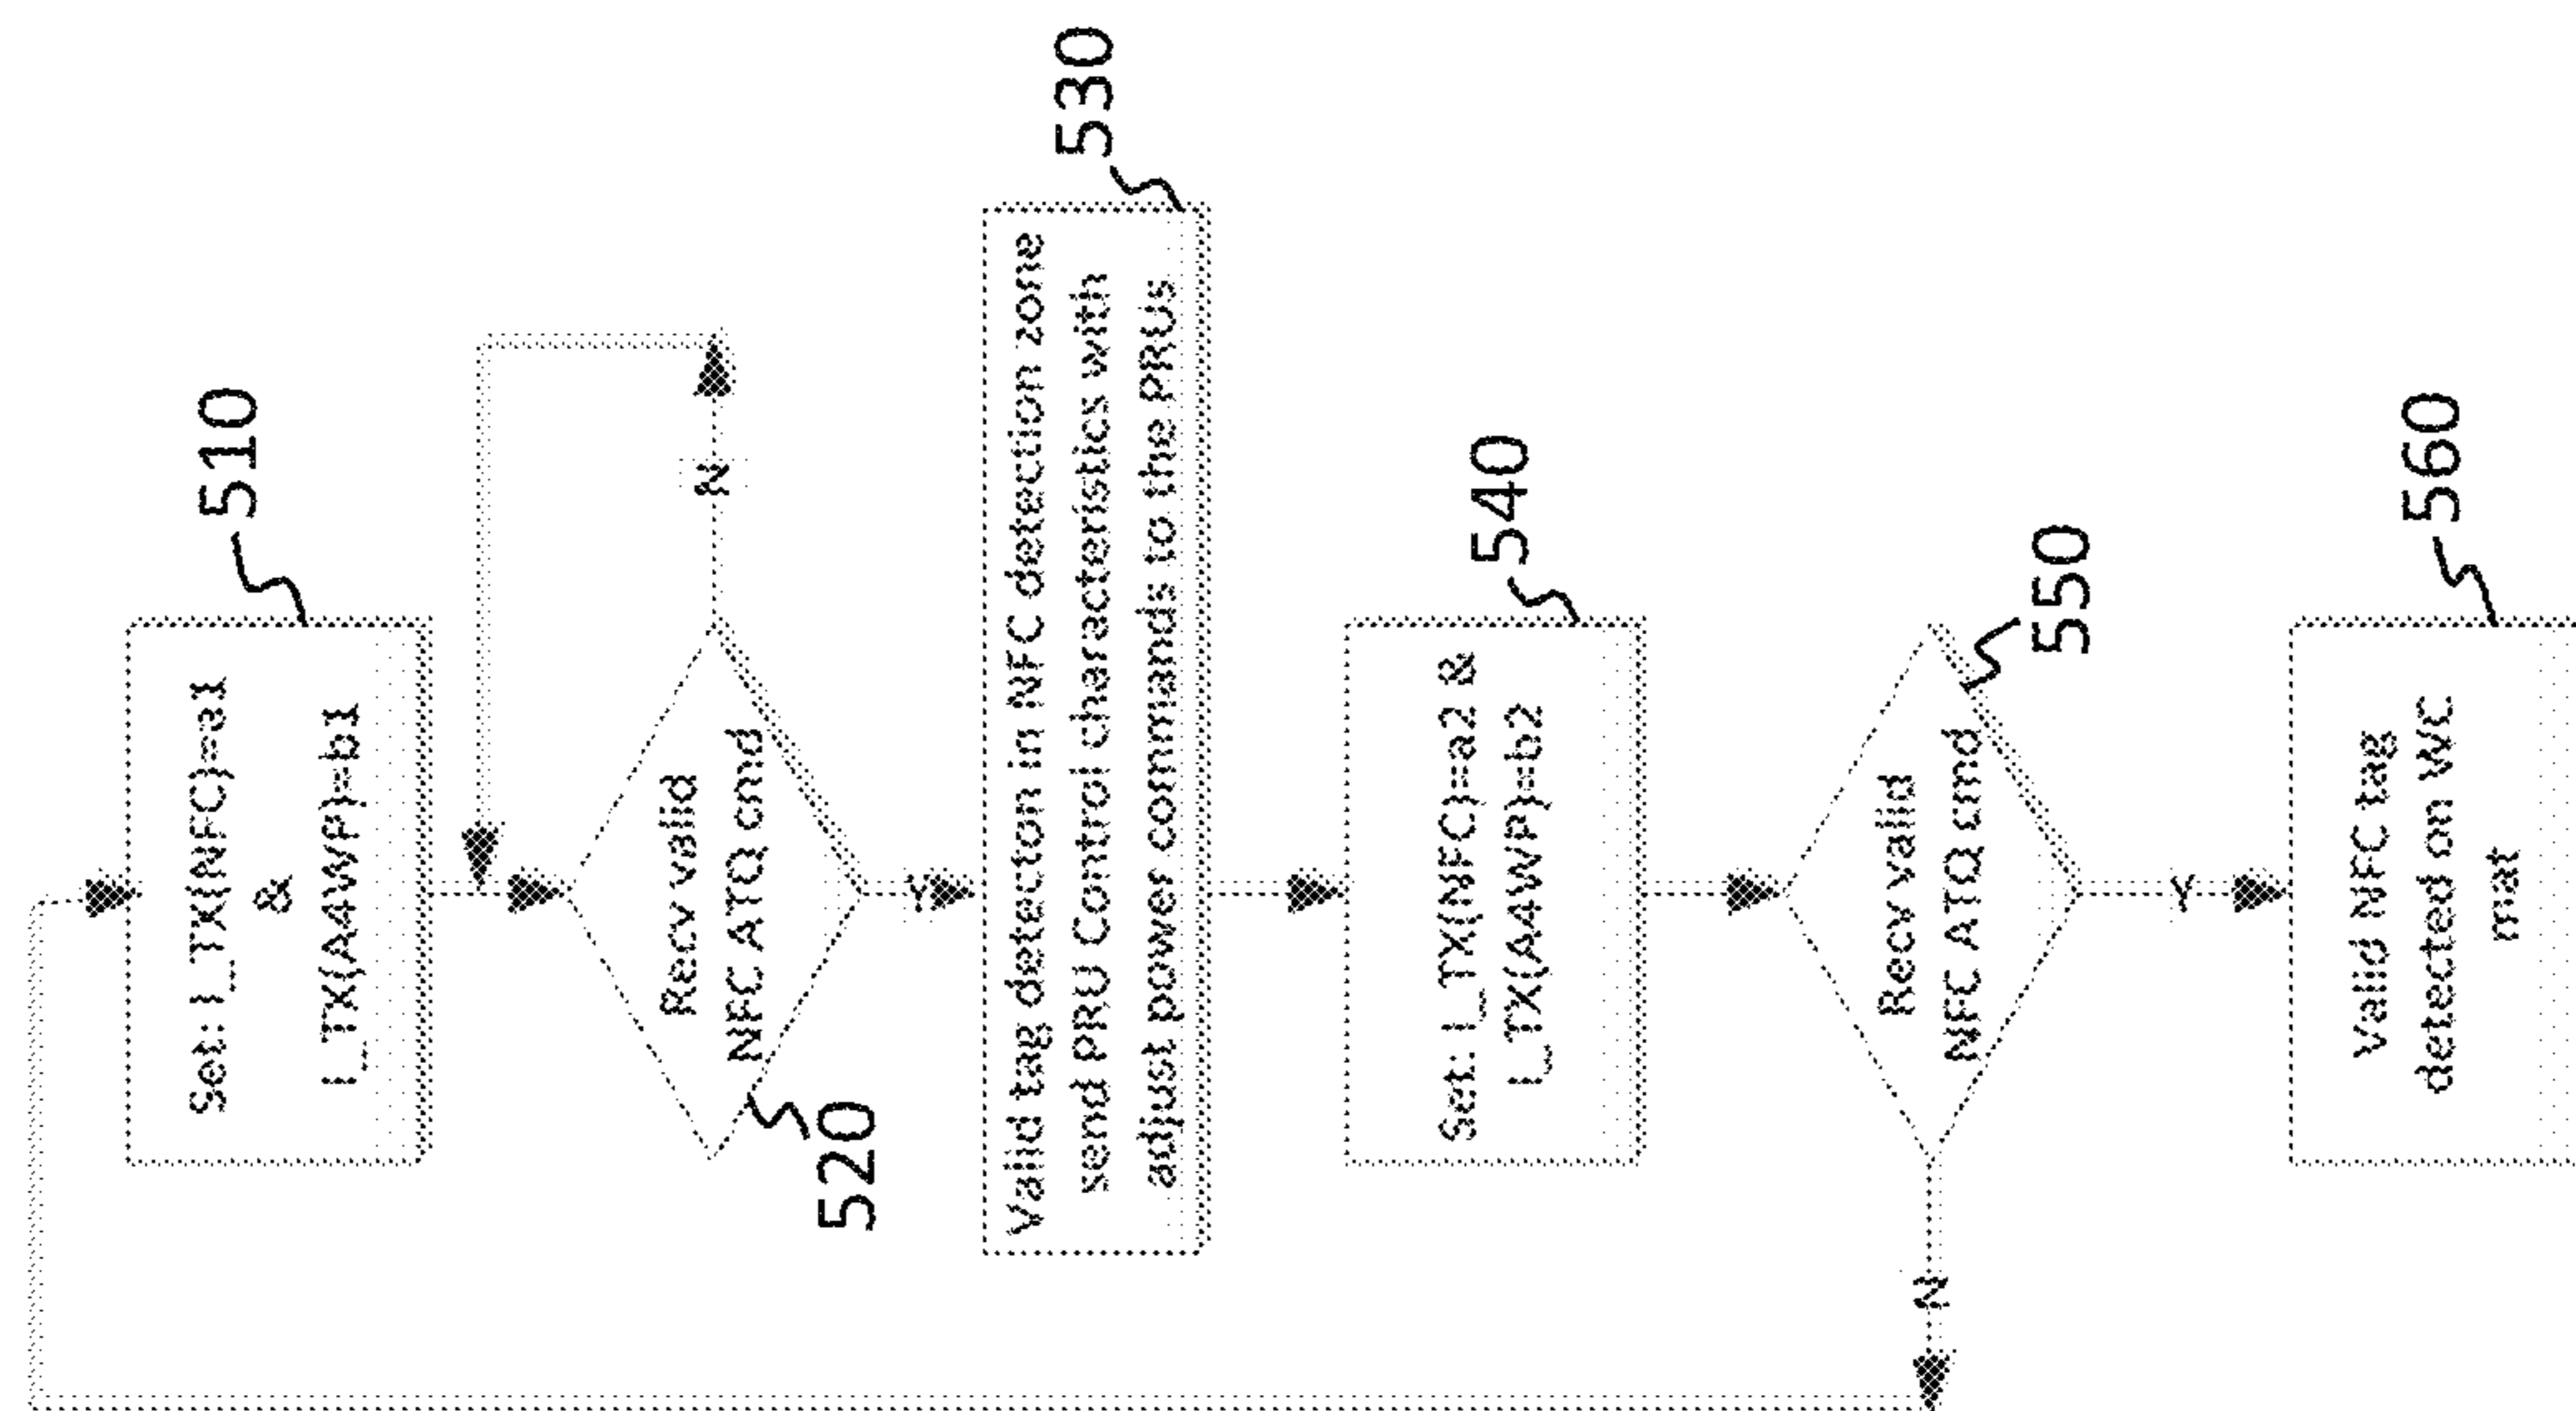 510
Set: I_TX(NFC)=a1
&
I_TX(A4WP)=b1
N
Recv valid
NFC ATQ cmd
520
Y
530
Valid tag detecton in NFC detection zone
send PRU Control characteristics with
adjust power commands to the PRUs
540
Set: I_TX(NFC)=a2 &
I_TX(A4WP)=b2
Recv valid
NFC ATQ cmd
550
N
Y
560
Valid NFC tag
detected on WC
mat